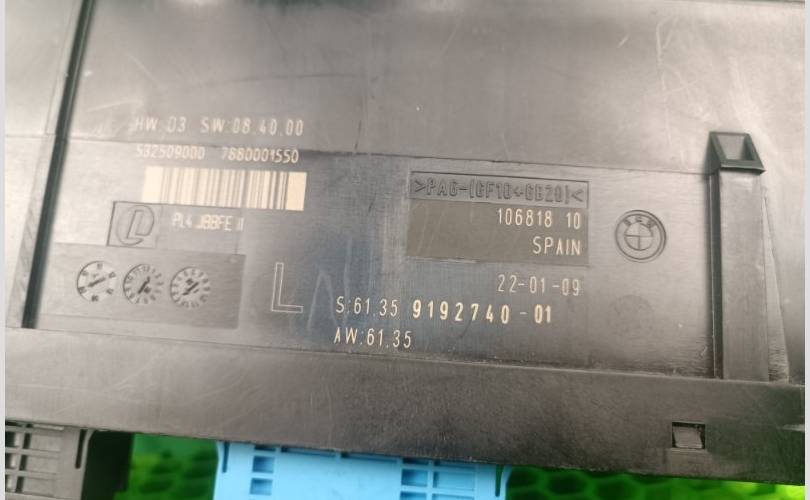 HW:03 SW:08.40.00
532509000 7880001550
PL4 JBBFE II
>PA6-(GF10+GB20)<
106818 10
SPAIN
22-01-09
L
S:61.35 9192740-01
AW:61.35